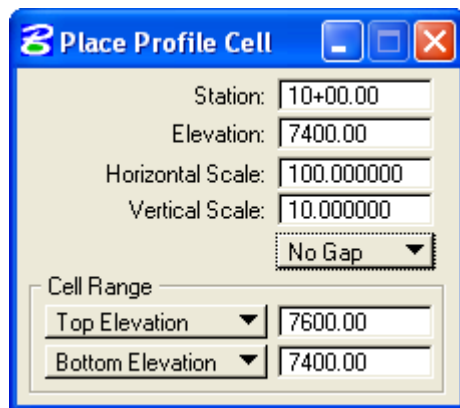 Place Profile Cell
Station: 10+00.00
Elevation: 7400.00
Horizontal Scale: 100.000000
Vertical Scale: 10.000000
No Gap
Cell Range
Top Elevation 7600.00
Bottom Elevation 7400.00